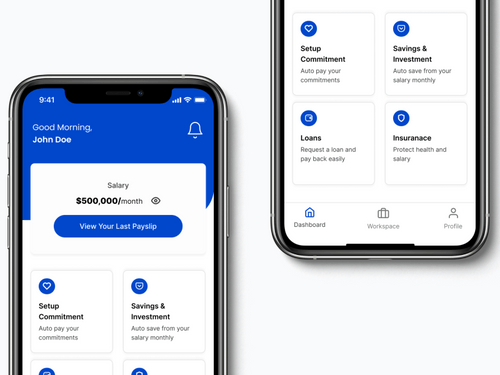 9:41
Good Morning,
John Doe
Salary
$500,000/month
View Your Last Payslip
Setup
Commitment
Auto pay your
commitments
Savings &
Investment
Auto save from your
salary monthly
Setup
Commitment
Auto pay your
commitments
Savings &
Investment
Auto save from your
salary monthly
Loans
Request a loan and
pay back easily
Insuranace
Protect health and
salary
Dashboard
Workspace
Profile